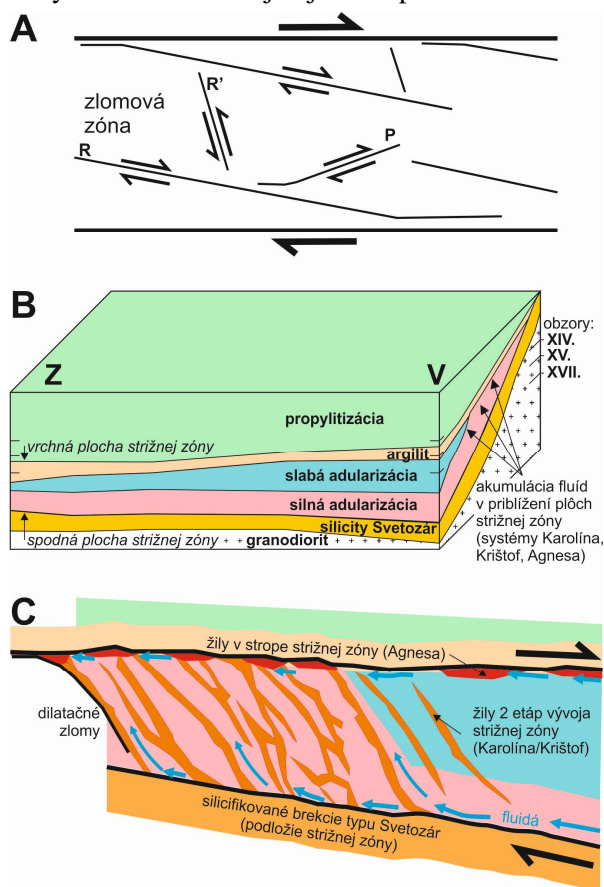 A
zlomová
zóna
R'
P
R
B
obzory:
XIV.
XV.
XVII.
Z
V
propylitizácia
vrchná plocha strižnej zóny
argilit
slabá adularizácia
silná adularizácia
silicity Svetozár
spodná plocha strižnej zóny
granodiorit
akumulácia fluíd
v priblížení plôch
strižnej zóny
(systémy Karolína,
Krištof, Agnesa)
C
žily v strope strižnej zóny (Agnesa)
dilatačné
zlomy
žily 2 etáp vývoja
strižnej zóny
(Karolína/Krištof)
fluidá
silicifikované brekcie typu Svetozár
(podložie strižnej zóny)